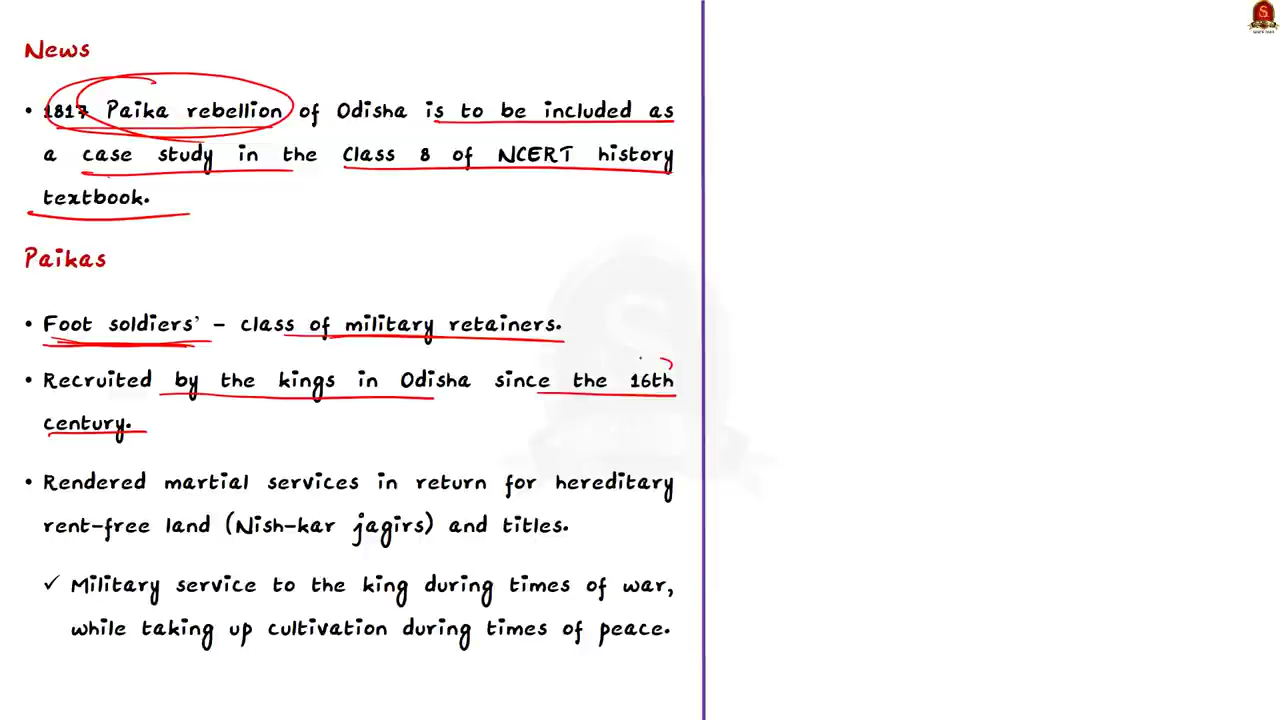 News
• 1817 Paika rebellion of Odisha is to be included as
a case study in the Class 8 of NCERT history
textbook.
Paikas
• Foot soldiers' – class of military retainers.
• Recruited by the kings in Odisha since the 16th
century.
• Rendered martial services in return for hereditary
rent-free land (Nish-kar jagirs) and titles.
✓ Military service to the king during times of war,
while taking up cultivation during times of peace.